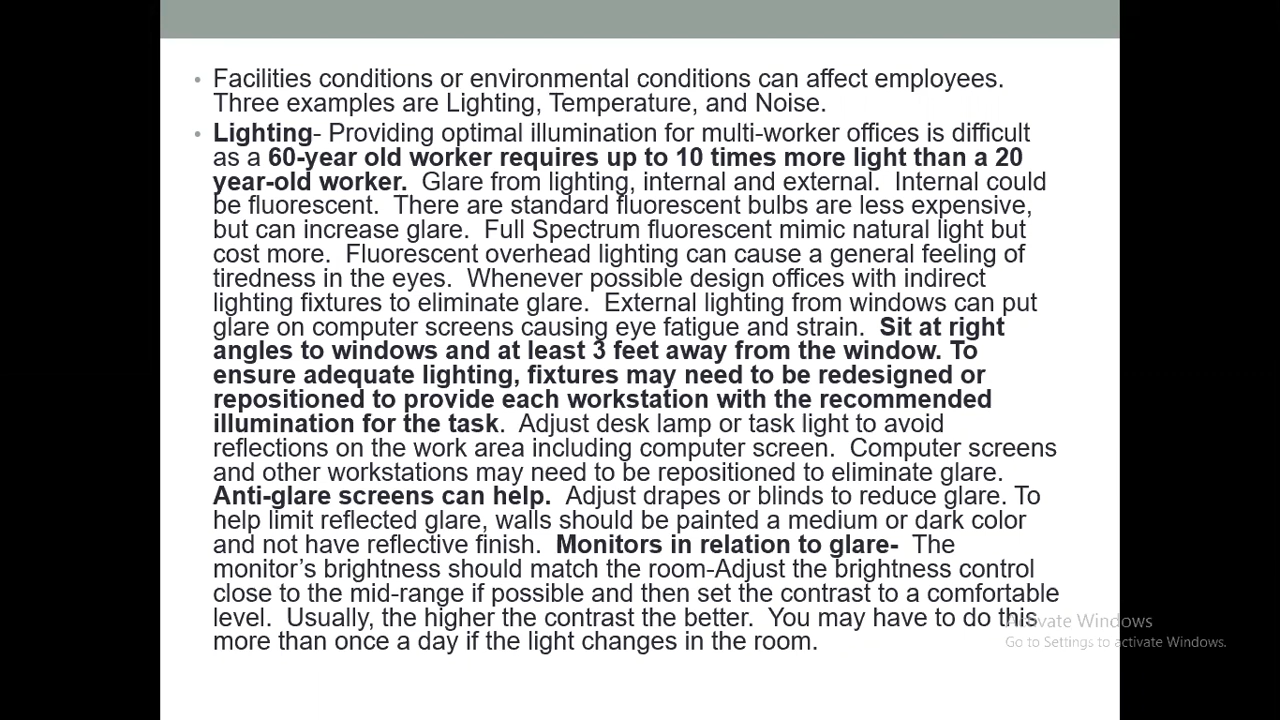 • Facilities conditions or environmental conditions can affect employees.
Three examples are Lighting, Temperature, and Noise.
• Lighting- Providing optimal illumination for multi-worker offices is difficult
as a 60-year old worker requires up to 10 times more light than a 20
year-old worker.  Glare from lighting, internal and external.  Internal could
be fluorescent.  There are standard fluorescent bulbs are less expensive,
but can increase glare.  Full Spectrum fluorescent mimic natural light but
cost more.  Fluorescent overhead lighting can cause a general feeling of
tiredness in the eyes.  Whenever possible design offices with indirect
lighting fixtures to eliminate glare.  External lighting from windows can put
glare on computer screens causing eye fatigue and strain.  Sit at right
angles to windows and at least 3 feet away from the window. To
ensure adequate lighting, fixtures may need to be redesigned or
repositioned to provide each workstation with the recommended
illumination for the task.  Adjust desk lamp or task light to avoid
reflections on the work area including computer screen.  Computer screens
and other workstations may need to be repositioned to eliminate glare.
Anti-glare screens can help.  Adjust drapes or blinds to reduce glare. To
help limit reflected glare, walls should be painted a medium or dark color
and not have reflective finish.  Monitors in relation to glare-  The
monitor's brightness should match the room-Adjust the brightness control
close to the mid-range if possible and then set the contrast to a comfortable
level.  Usually, the higher the contrast the better.  You may have to do this
more than once a day if the light changes in the room.
Activate Windows
Go to Settings to activate Windows.